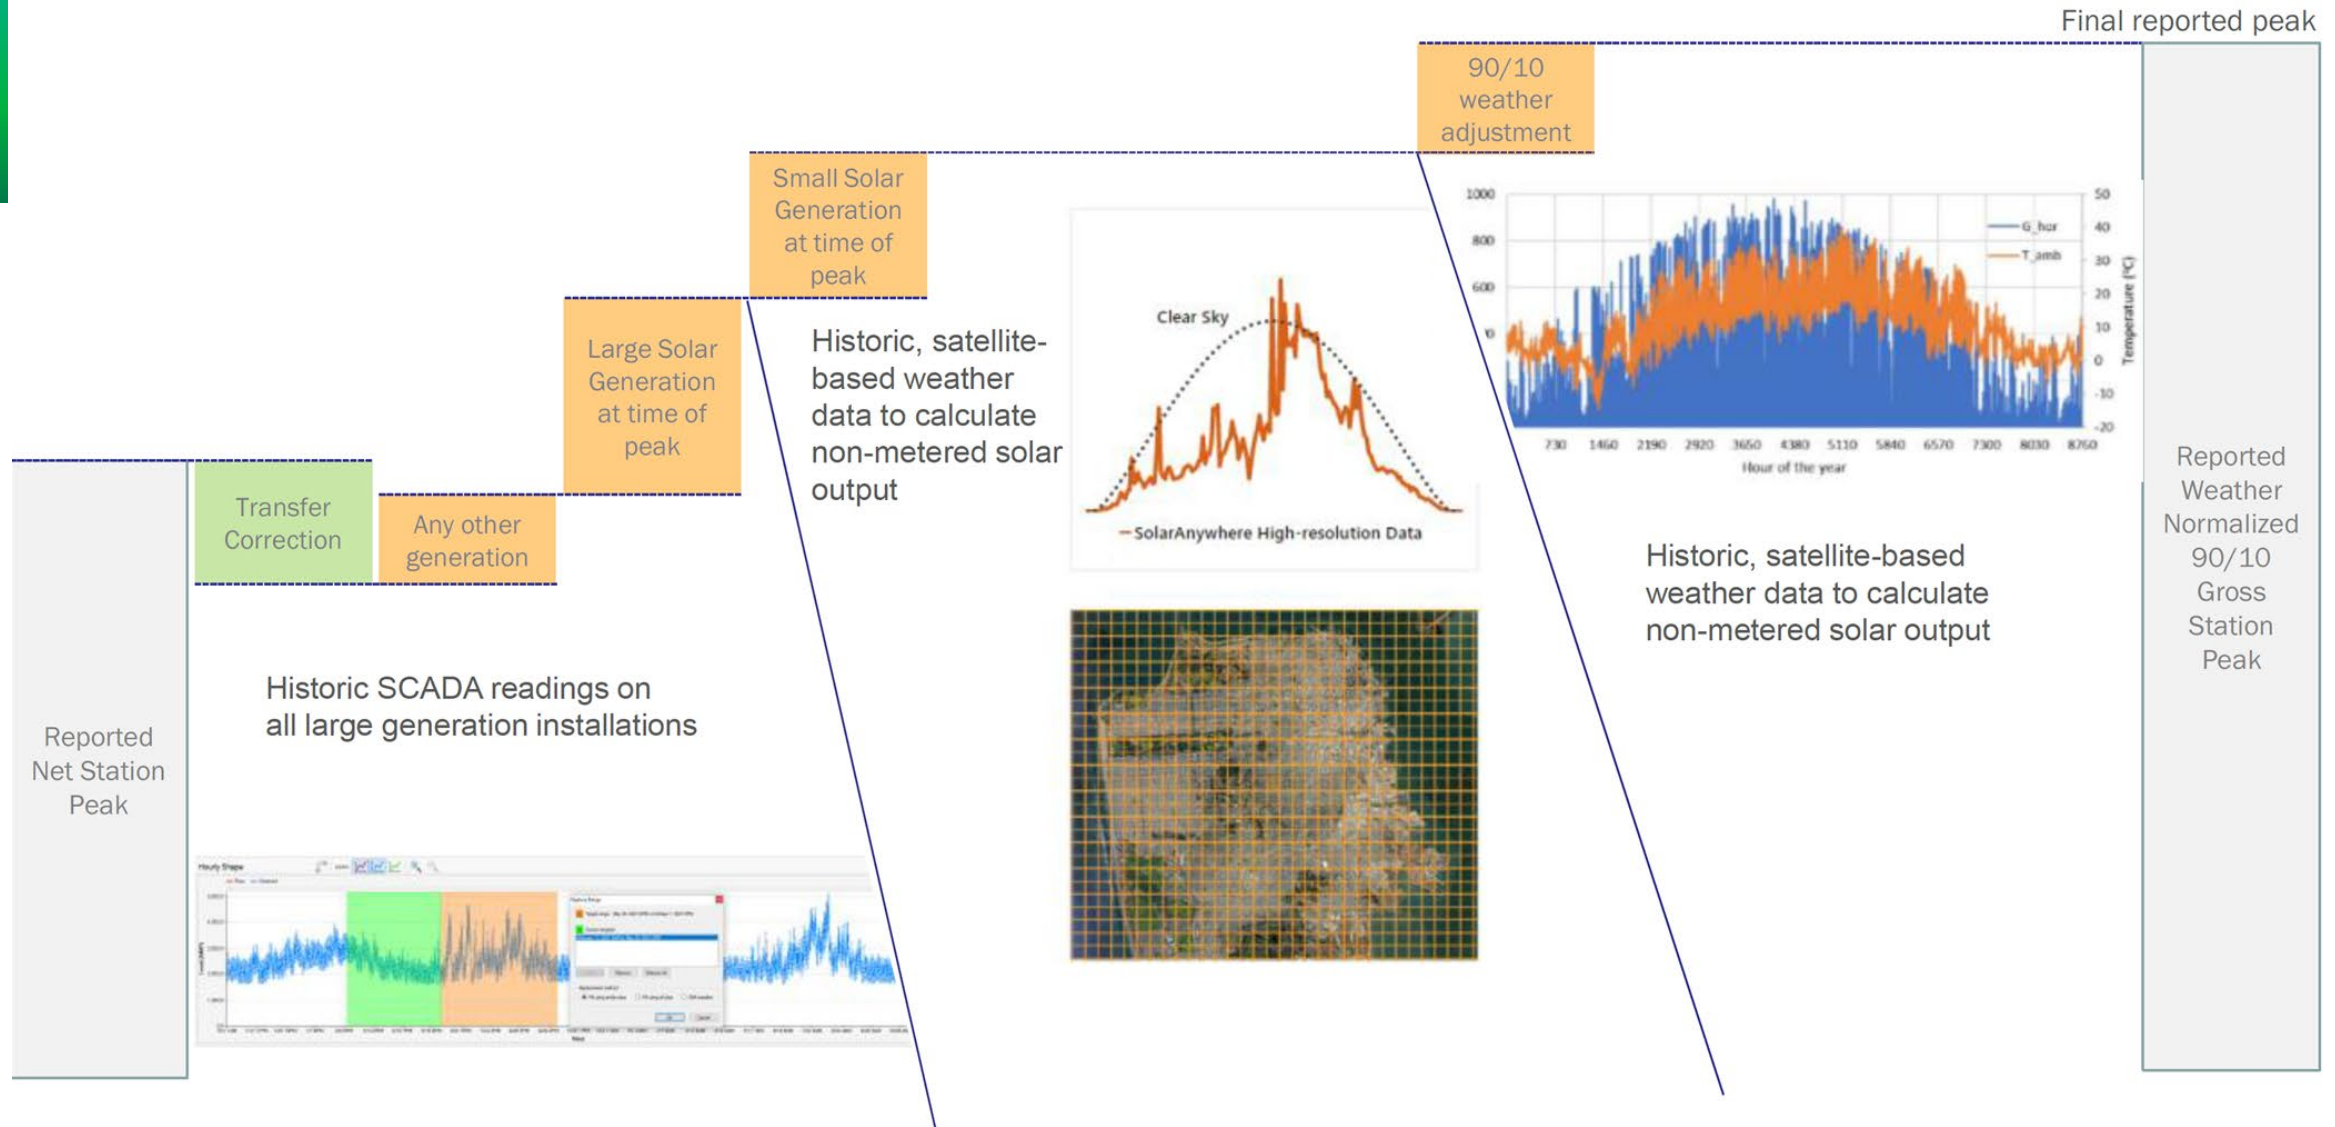 Final reported peak
90/10
weather
adjustment
Small Solar
Generation
at time of
peak
Large Solar
Generation
at time of
peak
Transfer
Correction
Any other
generation
Reported
Net Station
Peak
Historic SCADA readings on
all large generation installations
Hourly Shape
Historic, satellite-
based weather
data to calculate
non-metered solar
output
Clear Sky
SolarAnywhere High-resolution Data
1000
800
600
50
40
30
20
10
0
-10
-20
G_hor
T_amb
Temperature (°C)
730 1460 2190 2920 3650 4380 5110 5840 6570 7300 8030 8760
Hour of the year
Historic, satellite-based
weather data to calculate
non-metered solar output
Reported
Weather
Normalized
90/10
Gross
Station
Peak